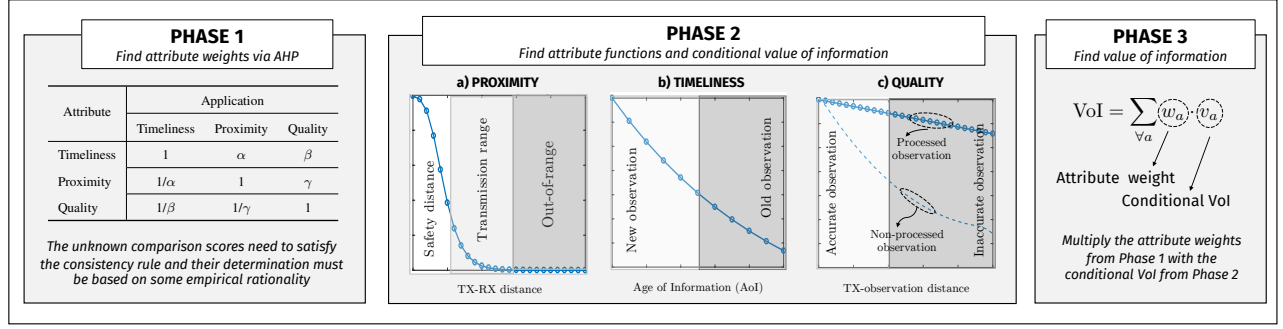 PHASE 1
Find attribute weights via AHP
Attribute
Application
Timeliness Proximity Quality
Timeliness 1 α β
Proximity 1/α 1 γ
Quality 1/β 1/γ 1
The unknown comparison scores need to satisfy
the consistency rule and their determination must
be based on some empirical rationality
PHASE 2
Find attribute functions and conditional value of information
a) PROXIMITY
Safety distance
Transmission range
Out-of-range
TX-RX distance
b) TIMELINESS
New observation
Old observation
Age of Information (AoI)
c) QUALITY
Accurate observation
Processed
observation
Non-processed
observation
Inaccurate observation
TX-observation distance
PHASE 3
Find value of information
VoI = ∑ w_a · v_a
∀a
Attribute weight
Conditional VoI
Multiply the attribute weights
from Phase 1 with the
conditional VoI from Phase 2